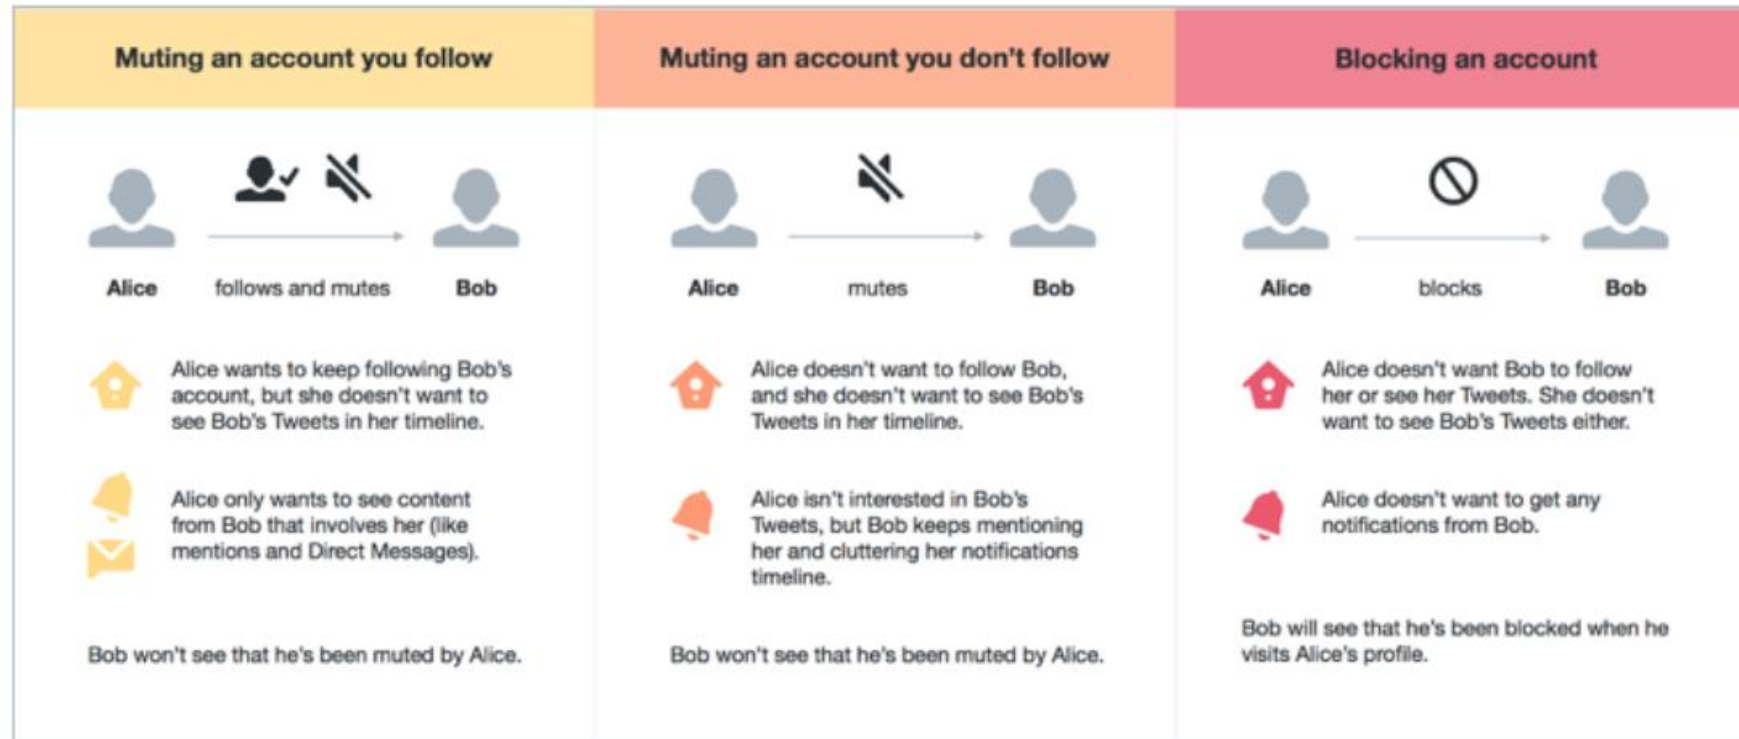 Muting an account you follow
Alice
follows and mutes
Bob
Alice wants to keep following Bob's
account, but she doesn't want to
see Bob's Tweets in her timeline.
Alice only wants to see content
from Bob that involves her (like
mentions and Direct Messages).
Bob won't see that he's been muted by Alice.
Muting an account you don't follow
Alice
mutes
Bob
Alice doesn't want to follow Bob,
and she doesn't want to see Bob's
Tweets in her timeline.
Alice isn't interested in Bob's
Tweets, but Bob keeps mentioning
her and cluttering her notifications
timeline.
Bob won't see that he's been muted by Alice.
Blocking an account
Alice
blocks
Bob
Alice doesn't want Bob to follow
her or see her Tweets. She doesn't
want to see Bob's Tweets either.
Alice doesn't want to get any
notifications from Bob.
Bob will see that he's been blocked when he
visits Alice's profile.